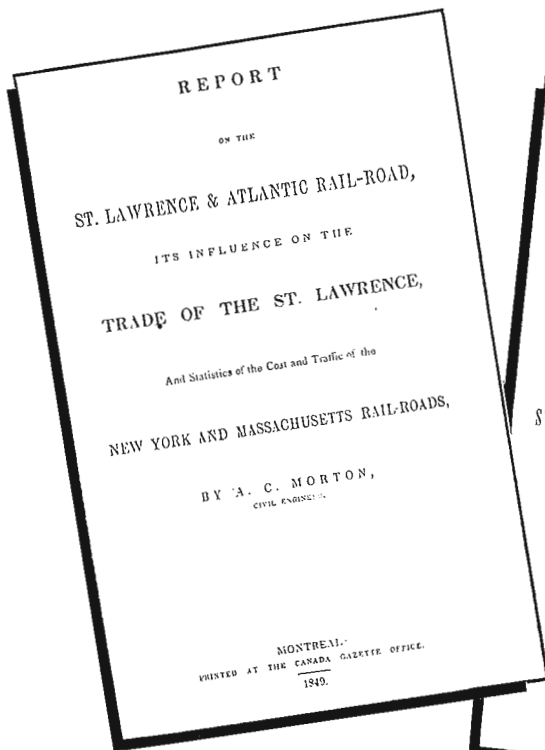 REPORT
ON THE
ST. LAWRENCE & ATLANTIC RAIL-ROAD,
ITS INFLUENCE ON THE
TRADE OF THE ST. LAWRENCE,
And Statistics of the Cost and Traffic of the
NEW YORK AND MASSACHUSETTS RAIL-ROADS,
BY A. C. MORTON,
CIVIL ENGINEER.
MONTREAL:
PRINTED AT THE CANADA GAZETTE OFFICE.
1849.
S